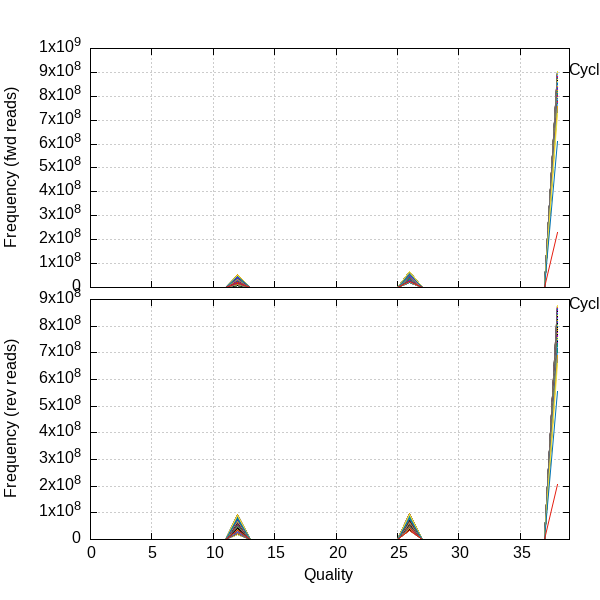 Frequency (fwd reads)
1x10^9
9x10^8
8x10^8
7x10^8
6x10^8
5x10^8
4x10^8
3x10^8
2x10^8
1x10^8
0
Cycl
Frequency (rev reads)
9x10^8
8x10^8
7x10^8
6x10^8
5x10^8
4x10^8
3x10^8
2x10^8
1x10^8
0
Cycl
0 5 10 15 20 25 30 35
Quality